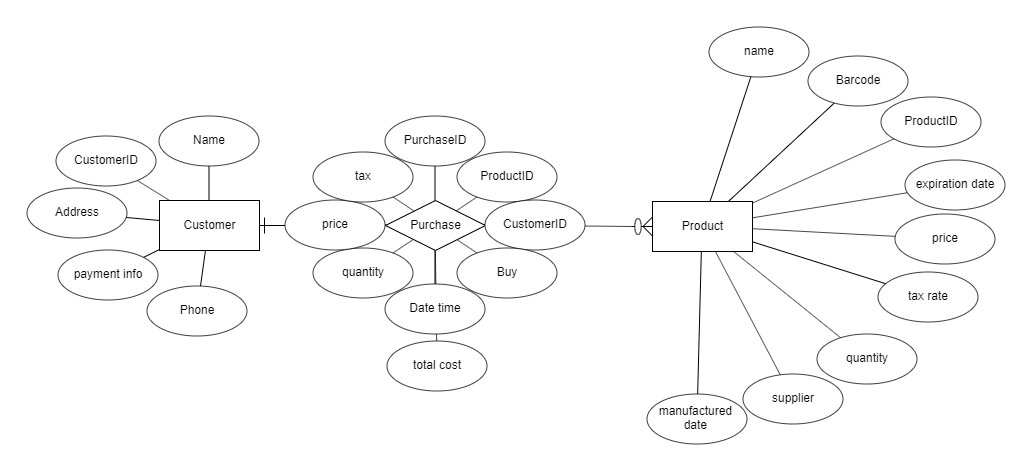 name
Barcode
ProductID
Name
PurchaseID
CustomerID
tax
ProductID
expiration date
Address
Customer
price
Purchase
CustomerID
Product
price
payment info
quantity
Buy
tax rate
Phone
Date time
quantity
total cost
supplier
manufactured
date